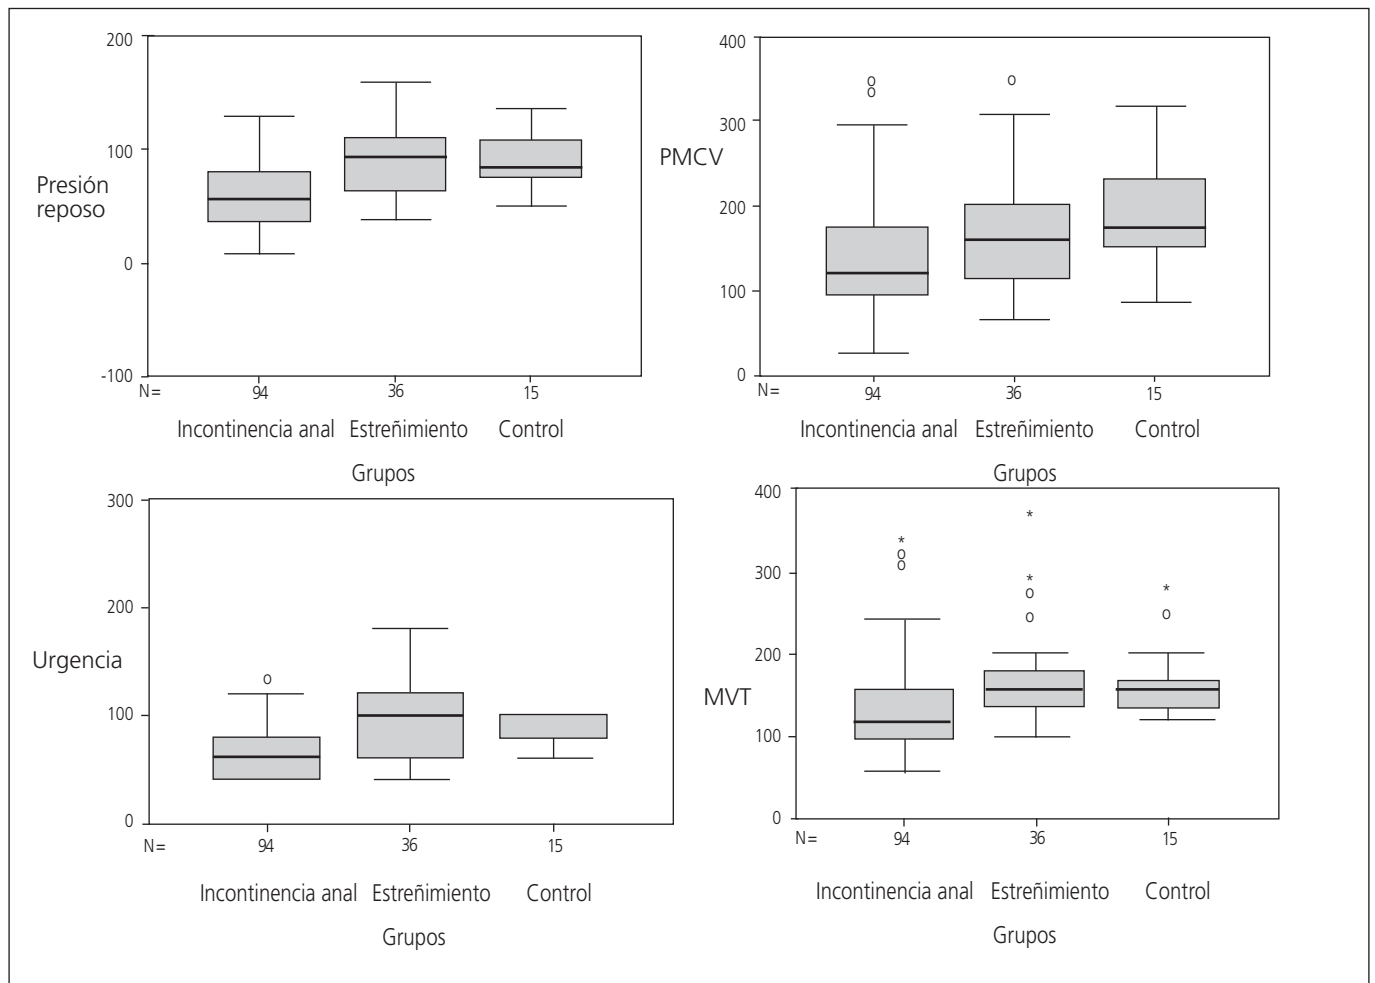 200
100
Presión
reposo
0
-100
N= 94 36 15
Incontinencia anal Estreñimiento Control
Grupos
400
300
PMCV
200
100
0
N= 94 36 15
Incontinencia anal Estreñimiento Control
Grupos
300
200
Urgencia
100
0
N= 94 36 15
Incontinencia anal Estreñimiento Control
Grupos
400
300
200
MVT
100
0
N= 94 36 15
Incontinencia anal Estreñimiento Control
Grupos